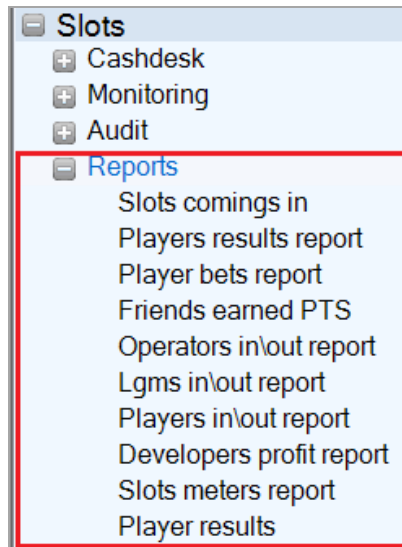 Slots
Cashdesk
Monitoring
Audit
Reports
Slots comings in
Players results report
Player bets report
Friends earned PTS
Operators in\out report
Lgms in\out report
Players in\out report
Developers profit report
Slots meters report
Player results